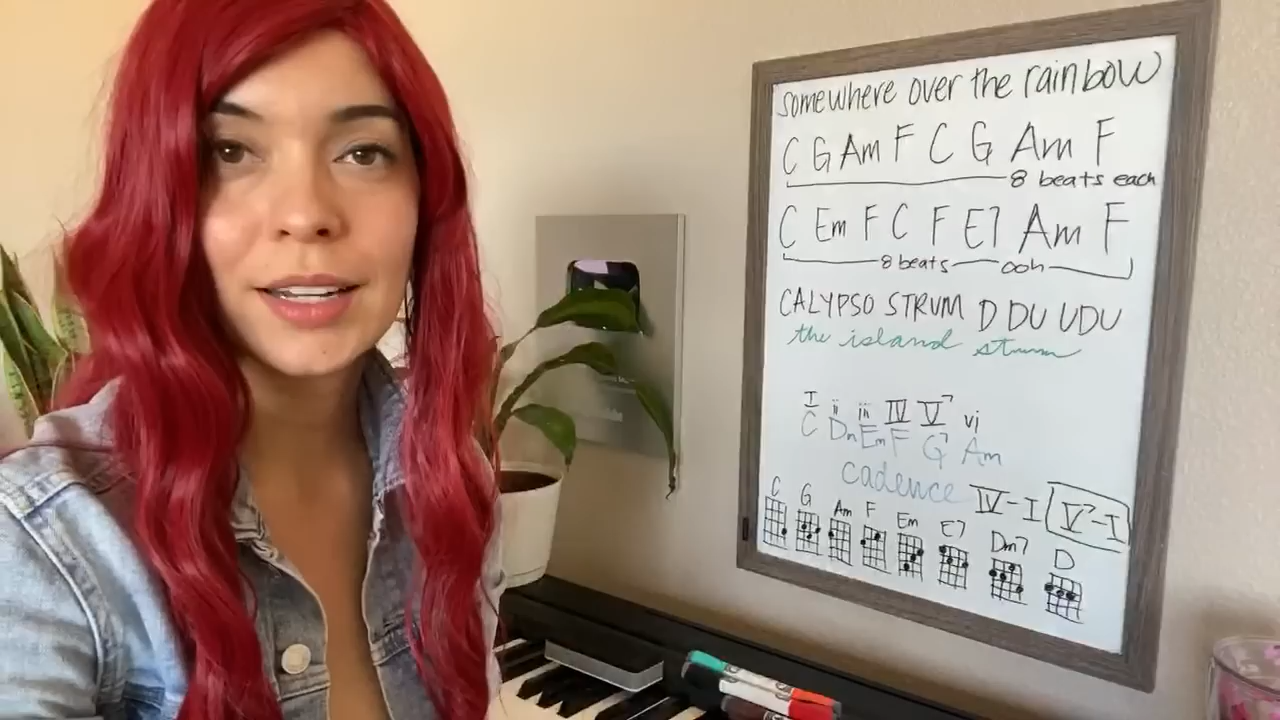 somewhere over the rainbow
C G Am F C G Am F
8 beats each
C Em F C F E7 Am F
8 beats ooh
CALYPSO STRUM D DU UDU
the island strum
I ii iii IV V7 vi
C Dm Em F G7 Am
cadence IV-I V7-I
C G Am F Em E7 Dm7 D